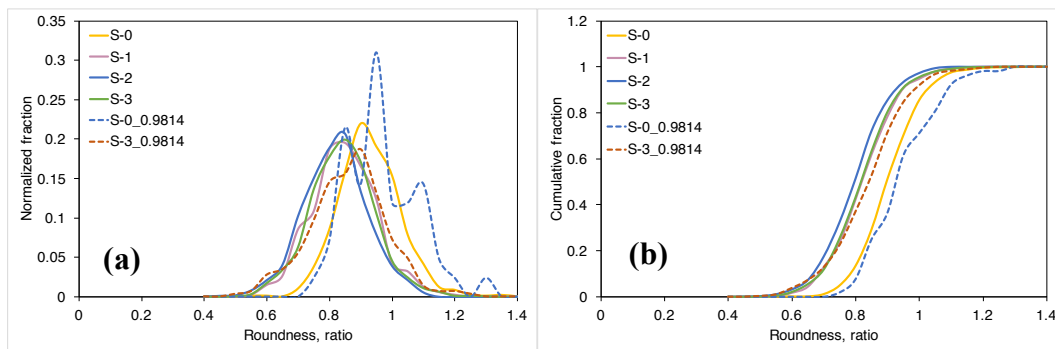 0.35
0.3
0.25
0.2
0.15
0.1
0.05
0
Normalized fraction
S-0
S-1
S-2
S-3
S-0_0.9814
S-3_0.9814
(a)
0 0.2 0.4 0.6 0.8 1 1.2 1.4
Roundness, ratio
1.2
1
0.8
0.6
0.4
0.2
0
Cumulative fraction
S-0
S-1
S-2
S-3
S-0_0.9814
S-3_0.9814
(b)
0 0.2 0.4 0.6 0.8 1 1.2 1.4
Roundness, ratio